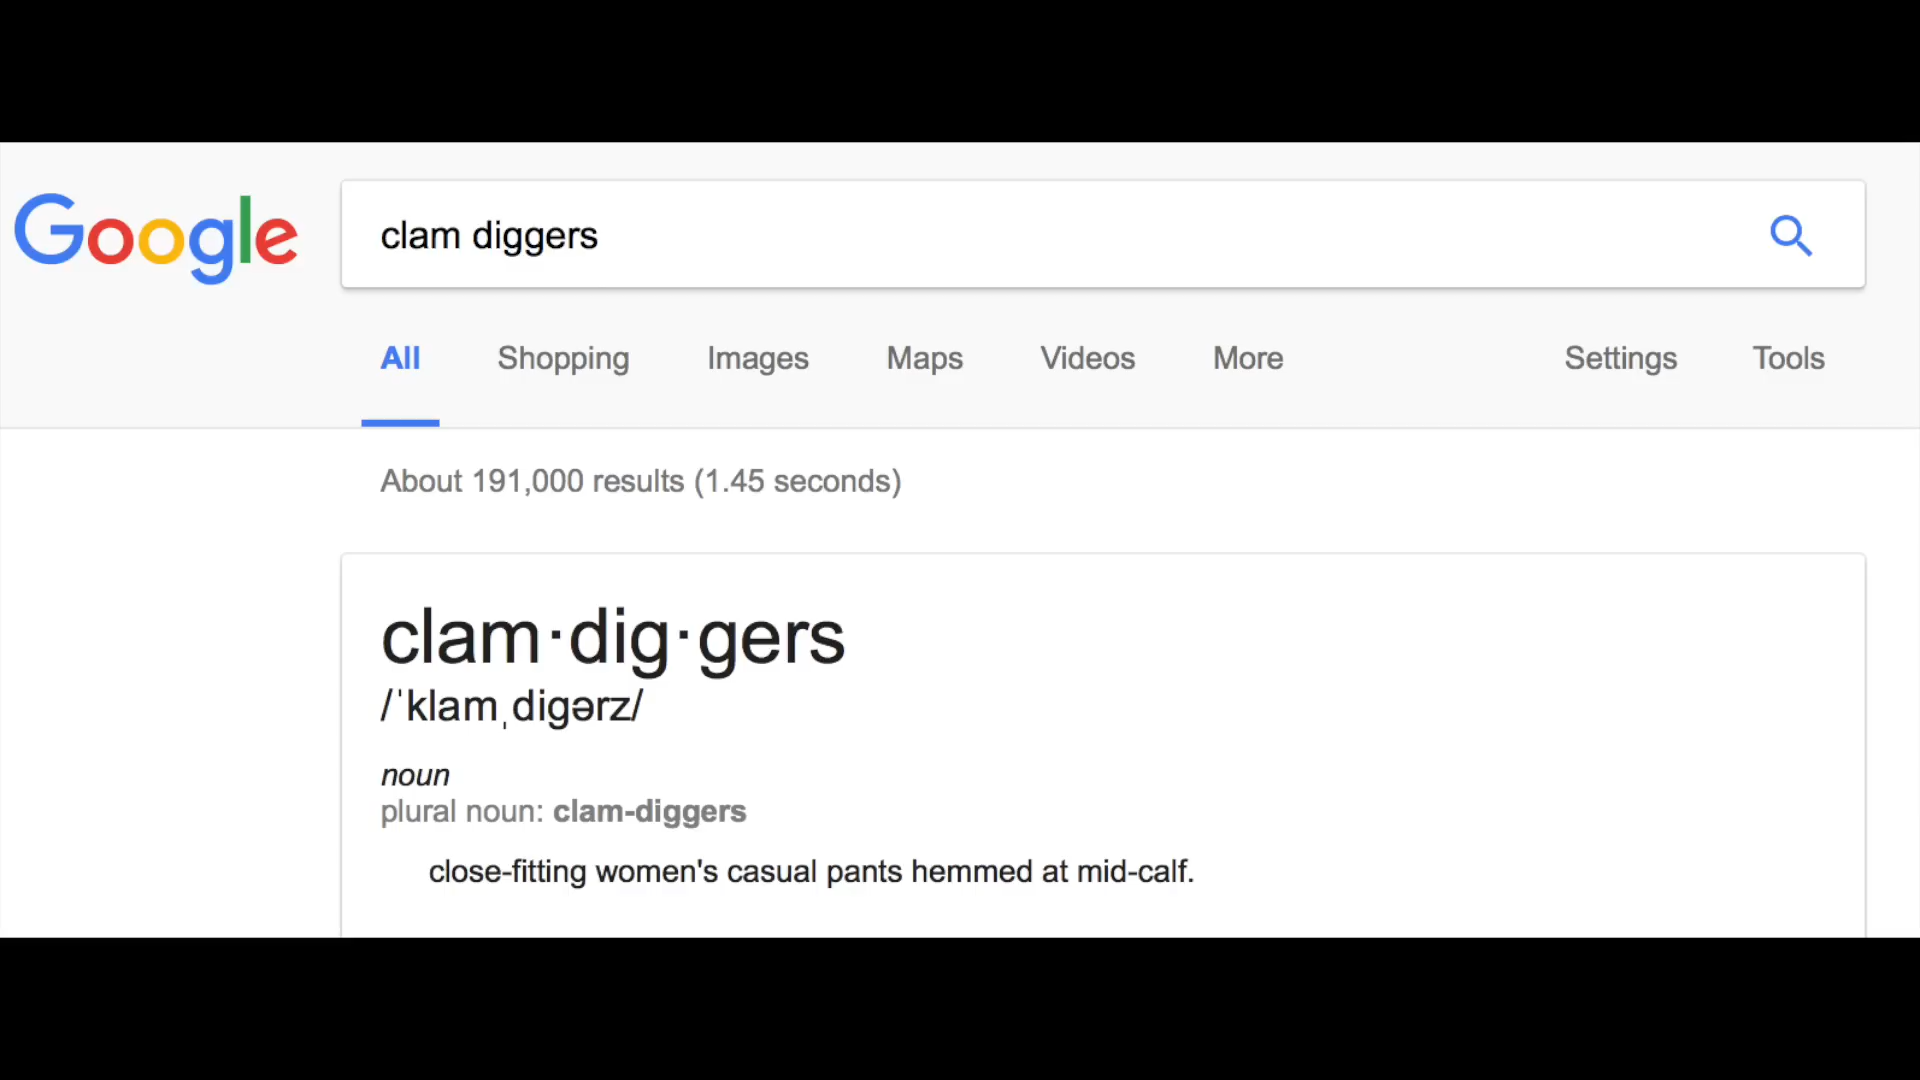 Google
clam diggers
All Shopping Images Maps Videos More Settings Tools
About 191,000 results (1.45 seconds)
clam·dig·gers
/ˈklamˌdigərz/
noun
plural noun: clam-diggers
close-fitting women's casual pants hemmed at mid-calf.